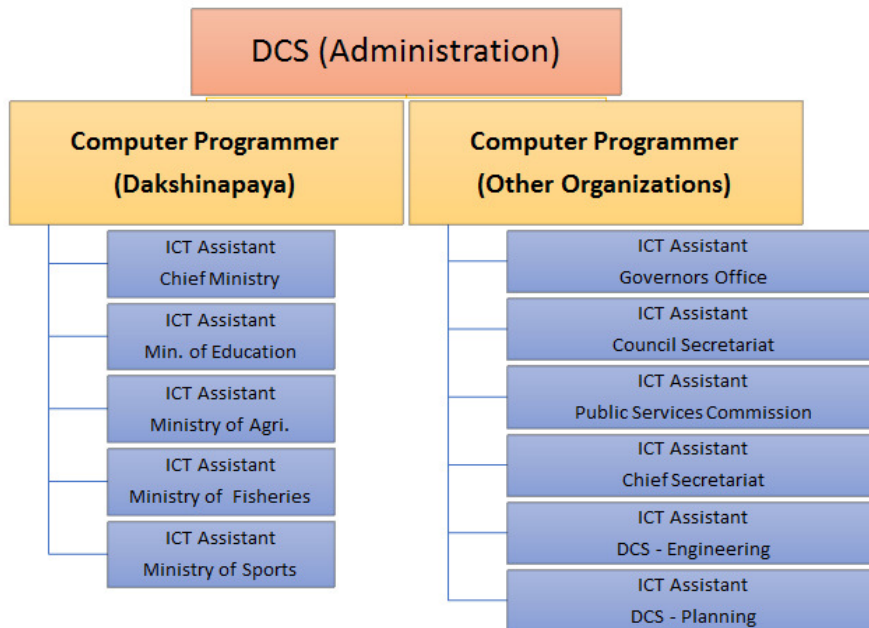 DCS (Administration)
Computer Programmer
(Dakshinapaya)
ICT Assistant
Chief Ministry
ICT Assistant
Min. of Education
ICT Assistant
Ministry of Agri.
ICT Assistant
Ministry of Fisheries
ICT Assistant
Ministry of Sports
Computer Programmer
(Other Organizations)
ICT Assistant
Governors Office
ICT Assistant
Council Secretariat
ICT Assistant
Public Services Commission
ICT Assistant
Chief Secretariat
ICT Assistant
DCS - Engineering
ICT Assistant
DCS - Planning